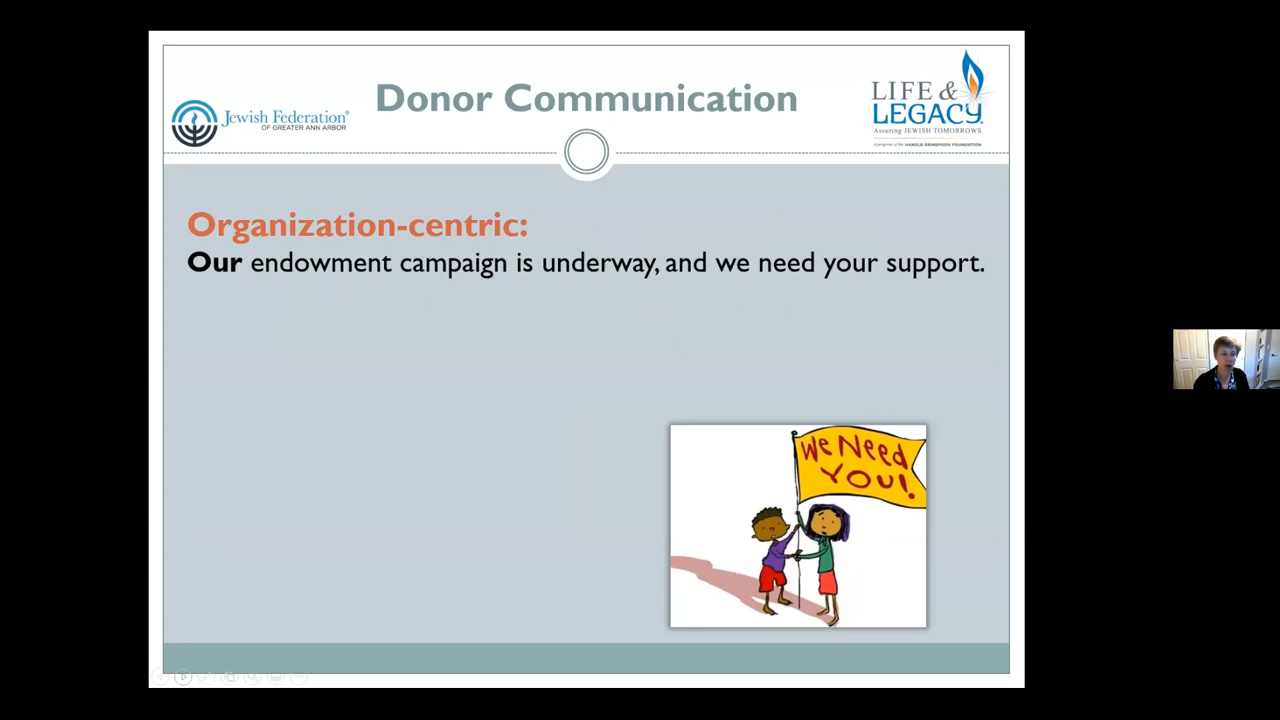 Donor Communication
Jewish Federation®
OF GREATER ANN ARBOR
LIFE &
LEGACY
Assuring JEWISH TOMORROWS
A program of the HAROLD GRINSPOON FOUNDATION
Organization-centric:
Our endowment campaign is underway, and we need your support.
We Need
YOU!